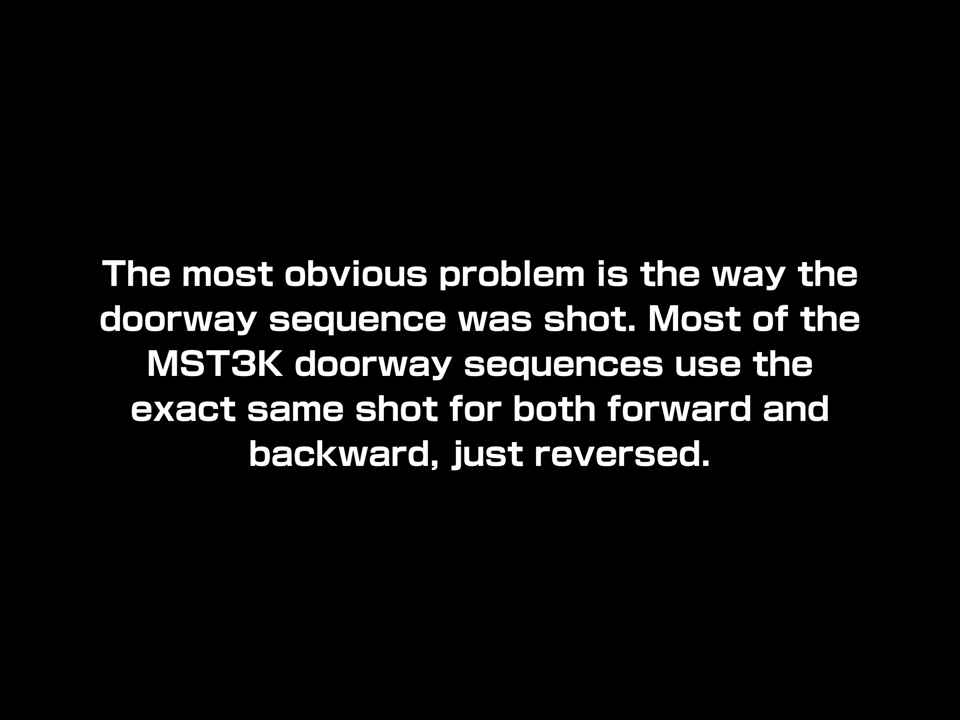 The most obvious problem is the way the
doorway sequence was shot. Most of the
MST3K doorway sequences use the
exact same shot for both forward and
backward, just reversed.